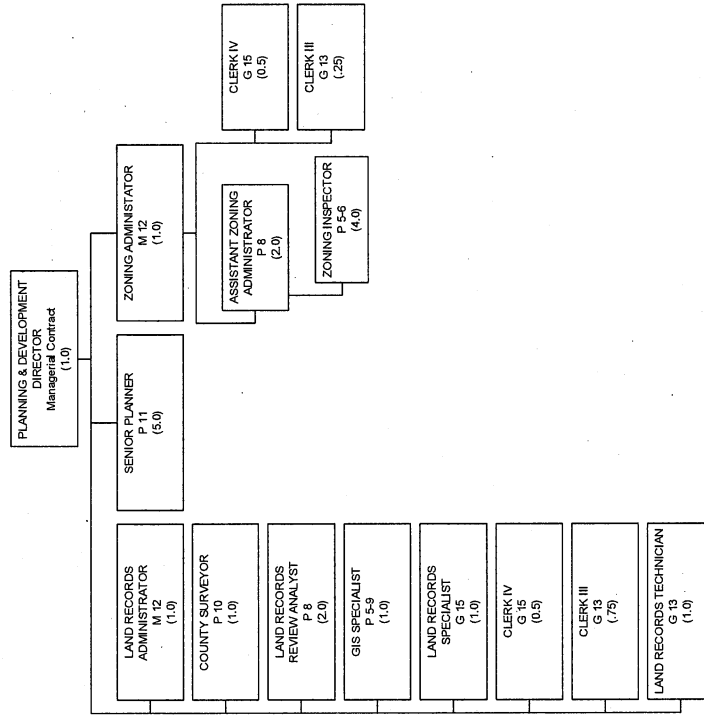 PLANNING & DEVELOPMENT
DIRECTOR
Managerial Contract
(1.0)
LAND RECORDS
ADMINISTRATOR
M 12
(1.0)
COUNTY SURVEYOR
P 10
(1.0)
LAND RECORDS
REVIEW ANALYST
P 8
(2.0)
GIS SPECIALIST
P 5-9
(1.0)
LAND RECORDS
SPECIALIST
G 15
(1.0)
CLERK IV
G 15
(0.5)
CLERK III
G 13
(.75)
LAND RECORDS TECHNICIAN
G 13
(1.0)
SENIOR PLANNER
P 11
(5.0)
ZONING ADMINISTATOR
M 12
(1.0)
ASSISTANT ZONING
ADMINISTRATOR
P 8
(2.0)
ZONING INSPECTOR
P 5-6
(4.0)
CLERK IV
G 15
(0.5)
CLERK III
G 13
(.25)